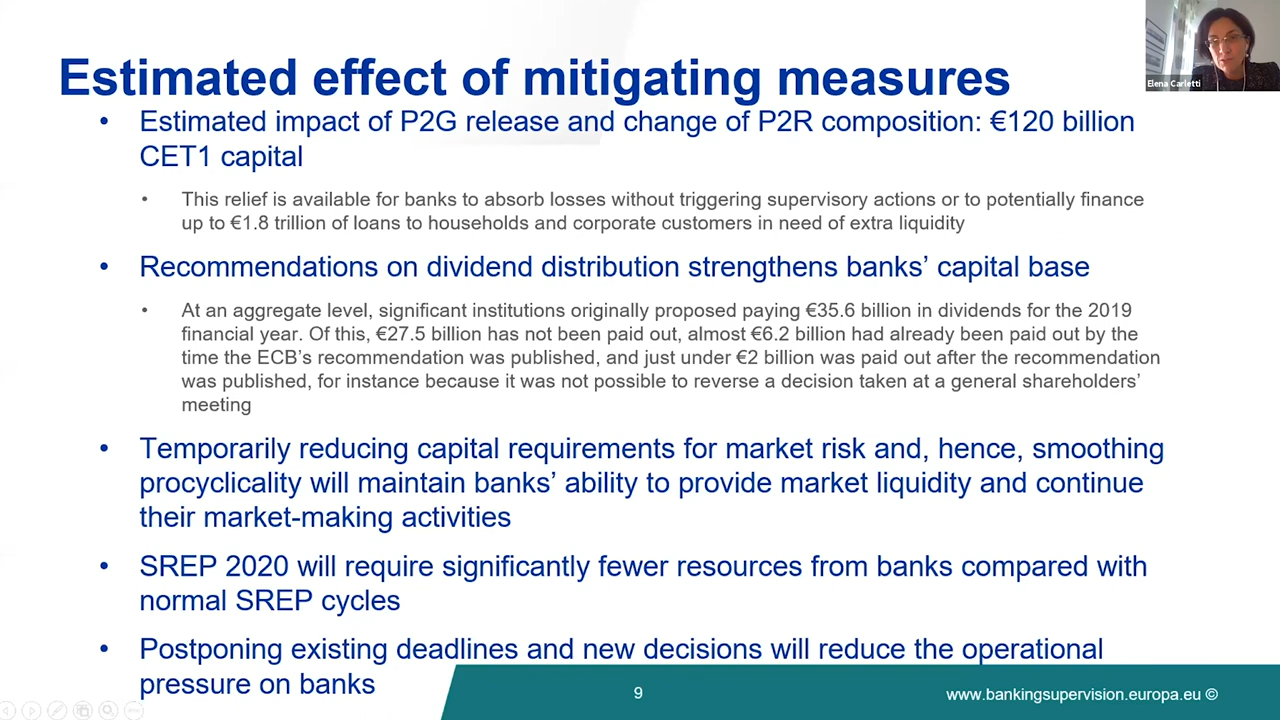 Elena Carletti
Estimated effect of mitigating measures
• Estimated impact of P2G release and change of P2R composition: €120 billion
CET1 capital
• This relief is available for banks to absorb losses without triggering supervisory actions or to potentially finance
up to €1.8 trillion of loans to households and corporate customers in need of extra liquidity
• Recommendations on dividend distribution strengthens banks’ capital base
• At an aggregate level, significant institutions originally proposed paying €35.6 billion in dividends for the 2019
financial year. Of this, €27.5 billion has not been paid out, almost €6.2 billion had already been paid out by the
time the ECB’s recommendation was published, and just under €2 billion was paid out after the recommendation
was published, for instance because it was not possible to reverse a decision taken at a general shareholders’
meeting
• Temporarily reducing capital requirements for market risk and, hence, smoothing
procyclicality will maintain banks’ ability to provide market liquidity and continue
their market-making activities
• SREP 2020 will require significantly fewer resources from banks compared with
normal SREP cycles
• Postponing existing deadlines and new decisions will reduce the operational
pressure on banks
9
www.bankingsupervision.europa.eu ©